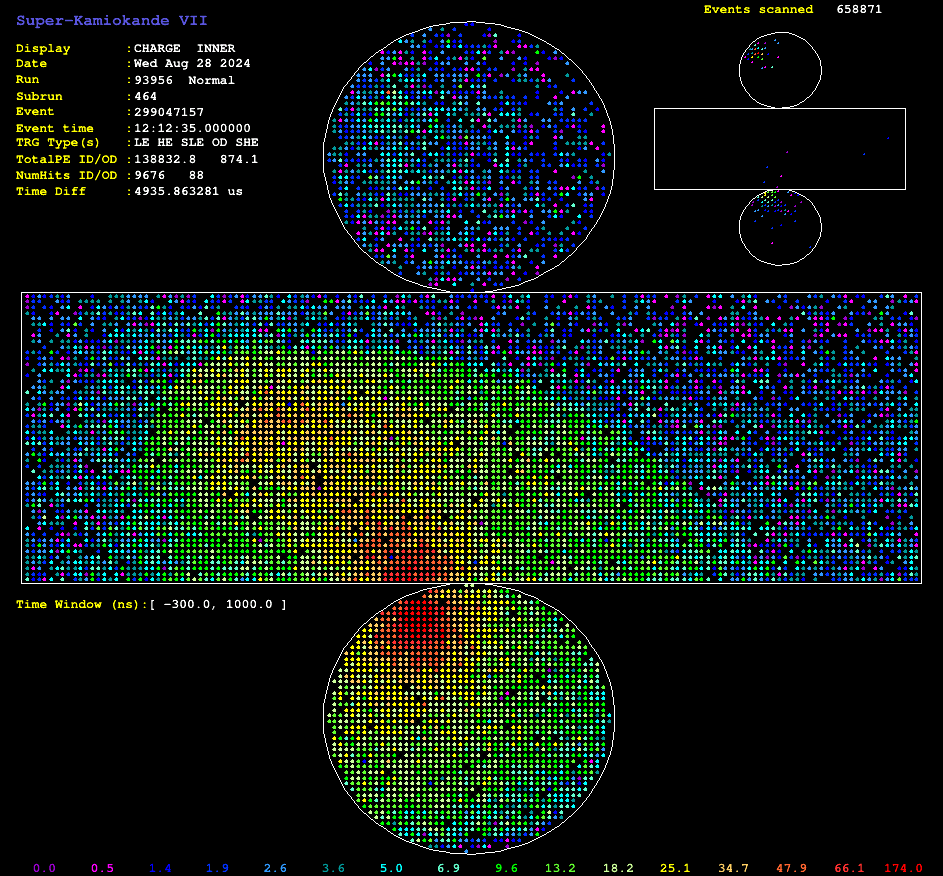 Super-Kamiokande VII
Events scanned 658871
Display :CHARGE INNER
Date :Wed Aug 28 2024
Run :93956 Normal
Subrun :464
Event :299047157
Event time :12:12:35.000000
TRG Type(s) :LE HE SLE OD SHE
TotalPE ID/OD :138832.8 874.1
NumHits ID/OD :9676 88
Time Diff :4935.863281 us
Time Window (ns):[ -300.0, 1000.0 ]
0.0 0.5 1.4 1.9 2.6 3.6 5.0 6.9 9.6 13.2 18.2 25.1 34.7 47.9 66.1 174.0